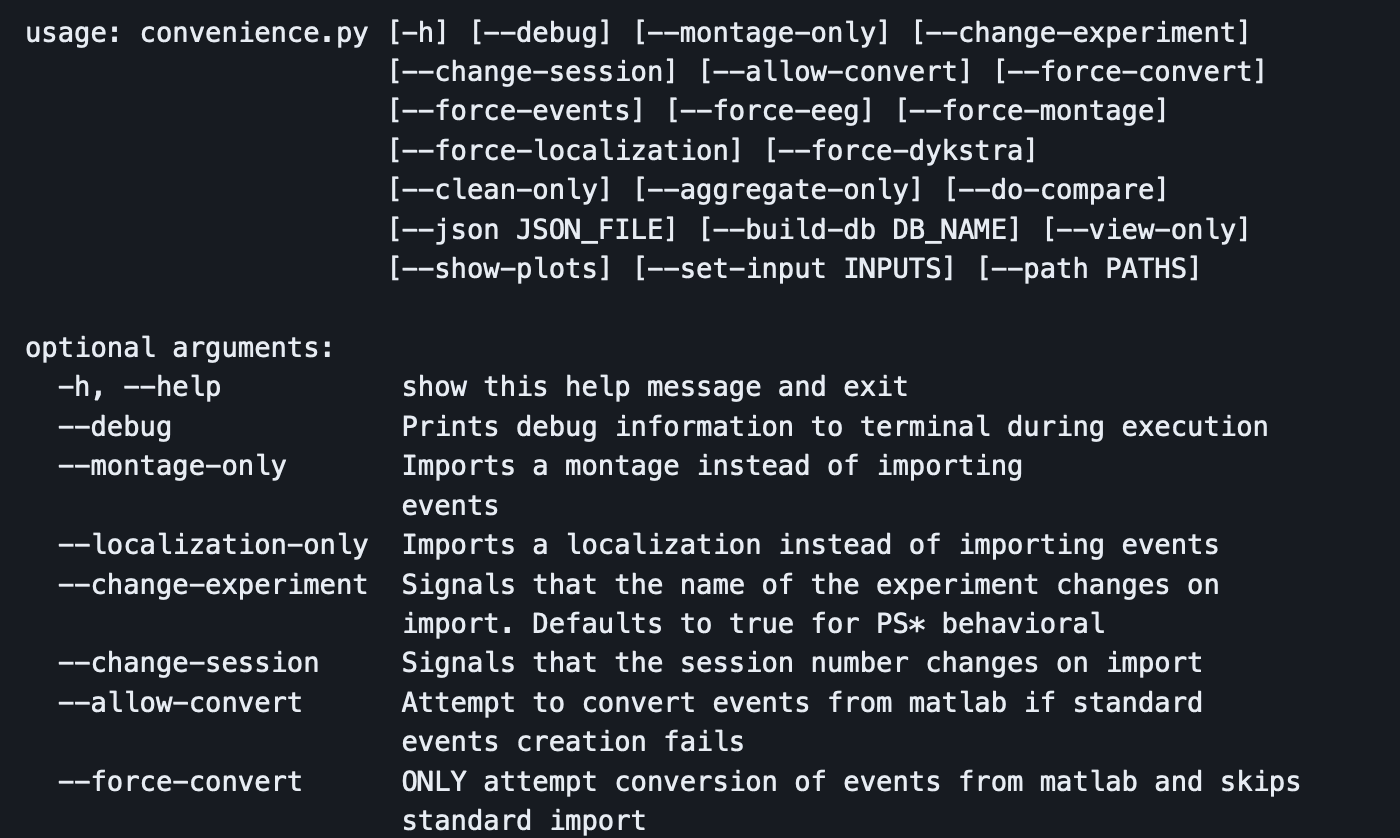 usage: convenience.py [-h] [--debug] [--montage-only] [--change-experiment]
[--change-session] [--allow-convert] [--force-convert]
[--force-events] [--force-eeg] [--force-montage]
[--force-localization] [--force-dykstra]
[--clean-only] [--aggregate-only] [--do-compare]
[--json JSON_FILE] [--build-db DB_NAME] [--view-only]
[--show-plots] [--set-input INPUTS] [--path PATHS]
optional arguments:
-h, --help show this help message and exit
--debug Prints debug information to terminal during execution
--montage-only Imports a montage instead of importing
events
--localization-only Imports a localization instead of importing events
--change-experiment Signals that the name of the experiment changes on
import. Defaults to true for PS* behavioral
--change-session Signals that the session number changes on import
--allow-convert Attempt to convert events from matlab if standard
events creation fails
--force-convert ONLY attempt conversion of events from matlab and skips
standard import